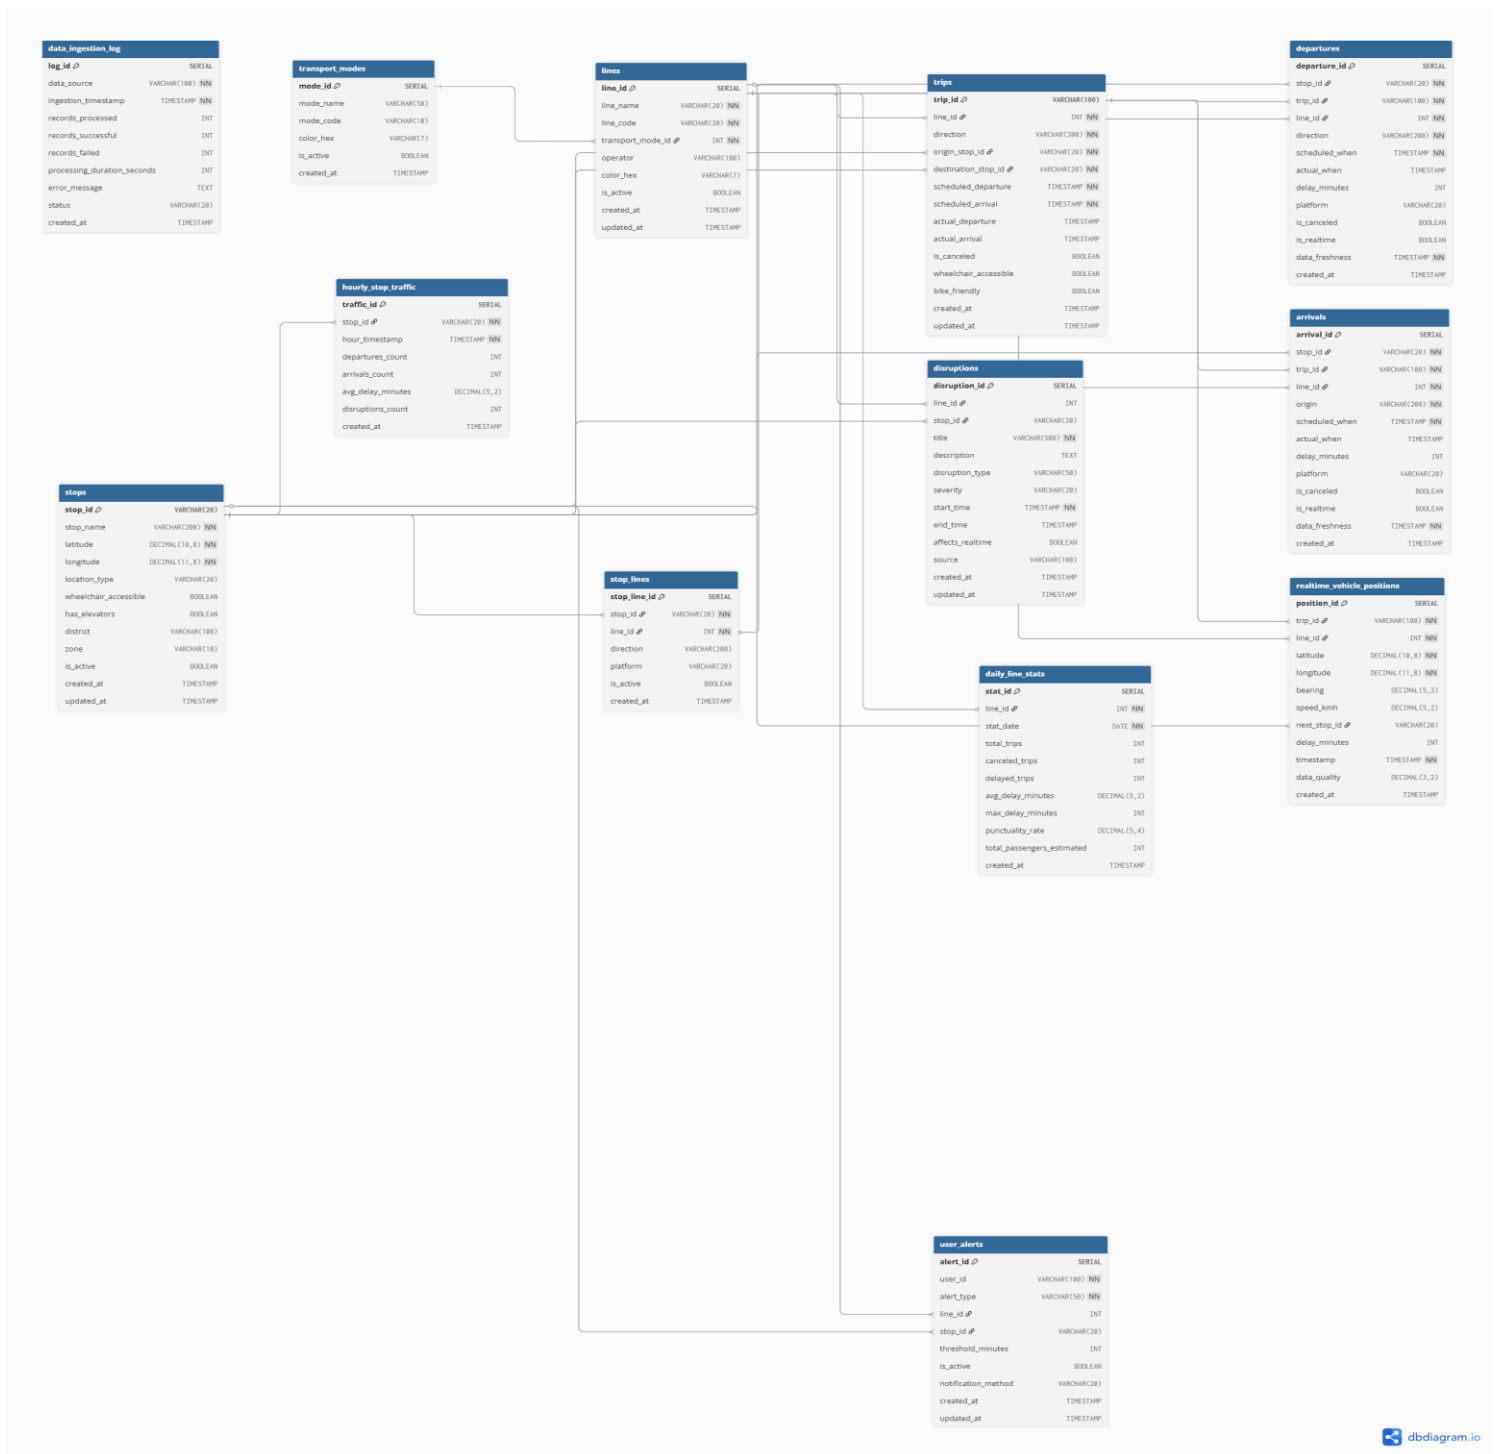 data_ingestion_log
log_id SERIAL
data_source VARCHAR(100) NN
ingestion_timestamp TIMESTAMP NN
records_processed INT
records_successful INT
records_failed INT
processing_duration_seconds INT
error_message TEXT
status VARCHAR(20)
created_at TIMESTAMP
transport_modes
mode_id SERIAL
mode_name VARCHAR(50)
mode_code VARCHAR(10)
color_hex VARCHAR(7)
is_active BOOLEAN
created_at TIMESTAMP
lines
line_id SERIAL
line_name VARCHAR(20) NN
line_code VARCHAR(20) NN
transport_mode_id INT NN
operator VARCHAR(100)
color_hex VARCHAR(7)
is_active BOOLEAN
created_at TIMESTAMP
updated_at TIMESTAMP
trips
trip_id VARCHAR(100)
line_id INT NN
direction VARCHAR(200) NN
origin_stop_id VARCHAR(20) NN
destination_stop_id VARCHAR(20) NN
scheduled_departure TIMESTAMP NN
scheduled_arrival TIMESTAMP NN
actual_departure TIMESTAMP
actual_arrival TIMESTAMP
is_canceled BOOLEAN
wheelchair_accessible BOOLEAN
bike_friendly BOOLEAN
created_at TIMESTAMP
updated_at TIMESTAMP
departures
departure_id SERIAL
stop_id VARCHAR(20) NN
trip_id VARCHAR(100) NN
line_id INT NN
direction VARCHAR(200) NN
scheduled_when TIMESTAMP NN
actual_when TIMESTAMP
delay_minutes INT
platform VARCHAR(20)
is_canceled BOOLEAN
is_realtime BOOLEAN
data_freshness TIMESTAMP NN
created_at TIMESTAMP
hourly_stop_traffic
traffic_id SERIAL
stop_id VARCHAR(20) NN
hour_timestamp TIMESTAMP NN
departures_count INT
arrivals_count INT
avg_delay_minutes DECIMAL(5,2)
disruptions_count INT
created_at TIMESTAMP
arrivals
arrival_id SERIAL
stop_id VARCHAR(20) NN
trip_id VARCHAR(100) NN
line_id INT NN
origin VARCHAR(200) NN
scheduled_when TIMESTAMP NN
actual_when TIMESTAMP
delay_minutes INT
platform VARCHAR(20)
is_canceled BOOLEAN
is_realtime BOOLEAN
data_freshness TIMESTAMP NN
created_at TIMESTAMP
disruptions
disruption_id SERIAL
line_id INT
stop_id VARCHAR(20)
title VARCHAR(500) NN
description TEXT
disruption_type VARCHAR(50)
severity VARCHAR(20)
start_time TIMESTAMP NN
end_time TIMESTAMP
affects_realtime BOOLEAN
source VARCHAR(100)
created_at TIMESTAMP
updated_at TIMESTAMP
stops
stop_id VARCHAR(20)
stop_name VARCHAR(200) NN
latitude DECIMAL(10,8) NN
longitude DECIMAL(11,8) NN
location_type VARCHAR(20)
wheelchair_accessible BOOLEAN
has_elevators BOOLEAN
district VARCHAR(100)
zone VARCHAR(10)
is_active BOOLEAN
created_at TIMESTAMP
updated_at TIMESTAMP
stop_lines
stop_line_id SERIAL
stop_id VARCHAR(20) NN
line_id INT NN
direction VARCHAR(200)
platform VARCHAR(20)
is_active BOOLEAN
created_at TIMESTAMP
realtime_vehicle_positions
position_id SERIAL
trip_id VARCHAR(100) NN
line_id INT NN
latitude DECIMAL(10,8) NN
longitude DECIMAL(11,8) NN
bearing DECIMAL(5,2)
speed_kmh DECIMAL(5,2)
next_stop_id VARCHAR(20)
delay_minutes INT
timestamp TIMESTAMP NN
data_quality DECIMAL(3,2)
created_at TIMESTAMP
daily_line_stats
stat_id SERIAL
line_id INT NN
stat_date DATE NN
total_trips INT
canceled_trips INT
delayed_trips INT
avg_delay_minutes DECIMAL(5,2)
max_delay_minutes INT
punctuality_rate DECIMAL(5,4)
total_passengers_estimated INT
created_at TIMESTAMP
user_alerts
alert_id SERIAL
user_id VARCHAR(100) NN
alert_type VARCHAR(50) NN
line_id INT
stop_id VARCHAR(20)
threshold_minutes INT
is_active BOOLEAN
notification_method VARCHAR(20)
created_at TIMESTAMP
updated_at TIMESTAMP
dbdiagram.io